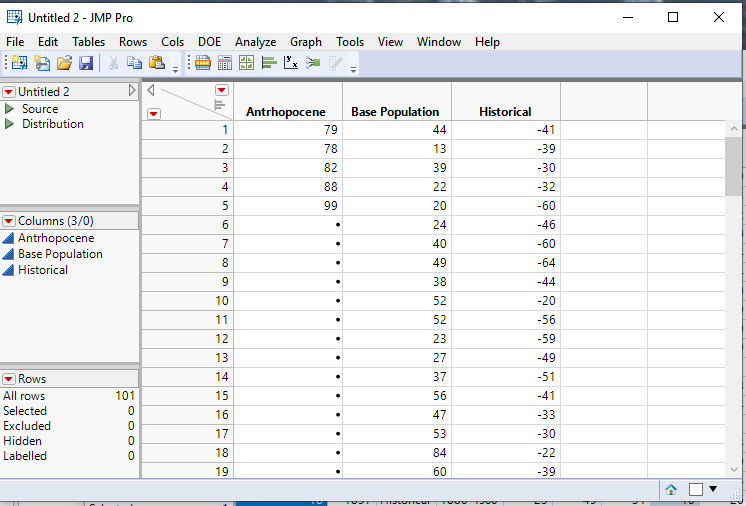 Untitled 2 - JMP Pro
File Edit Tables Rows Cols DOE Analyze Graph Tools View Window Help
Untitled 2
Source
Distribution
Columns (3/0)
Antrhopocene
Base Population
Historical
Rows
All rows 101
Selected 0
Excluded 0
Hidden 0
Labelled 0
Antrhopocene Base Population Historical
1 79 44 -41
2 78 13 -39
3 82 39 -30
4 88 22 -32
5 99 20 -60
6 • 24 -46
7 • 40 -60
8 • 49 -64
9 • 38 -44
10 • 52 -20
11 • 52 -56
12 • 23 -59
13 • 27 -49
14 • 37 -51
15 • 56 -41
16 • 47 -33
17 • 53 -30
18 • 84 -22
19 • 60 -39